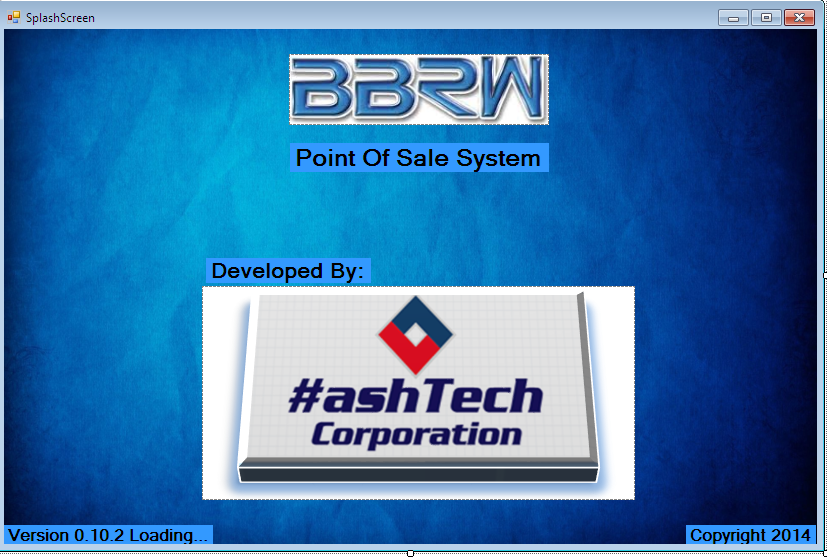 SplashScreen
BBRW
Point Of Sale System
Developed By:
#ashTech
Corporation
Version 0.10.2 Loading...
Copyright 2014